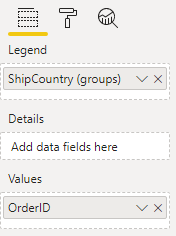 Legend
ShipCountry (groups)
Details
Add data fields here
Values
OrderID